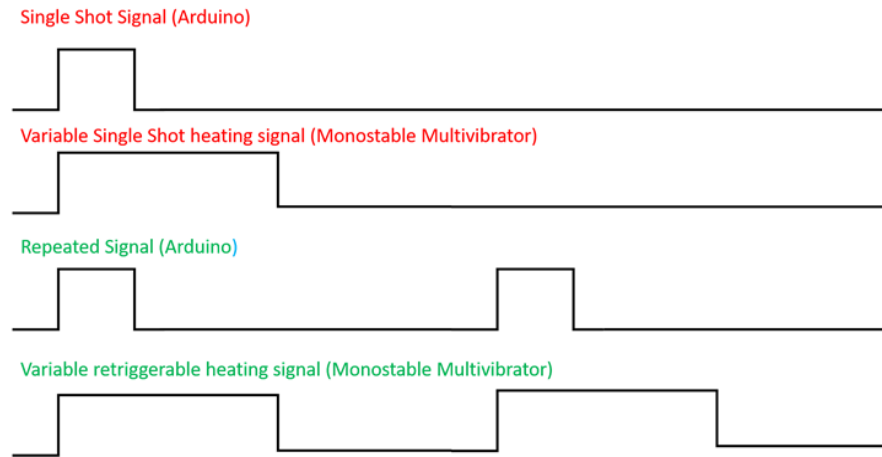 Single Shot Signal (Arduino)
Variable Single Shot heating signal (Monostable Multivibrator)
Repeated Signal (Arduino)
Variable retriggerable heating signal (Monostable Multivibrator)